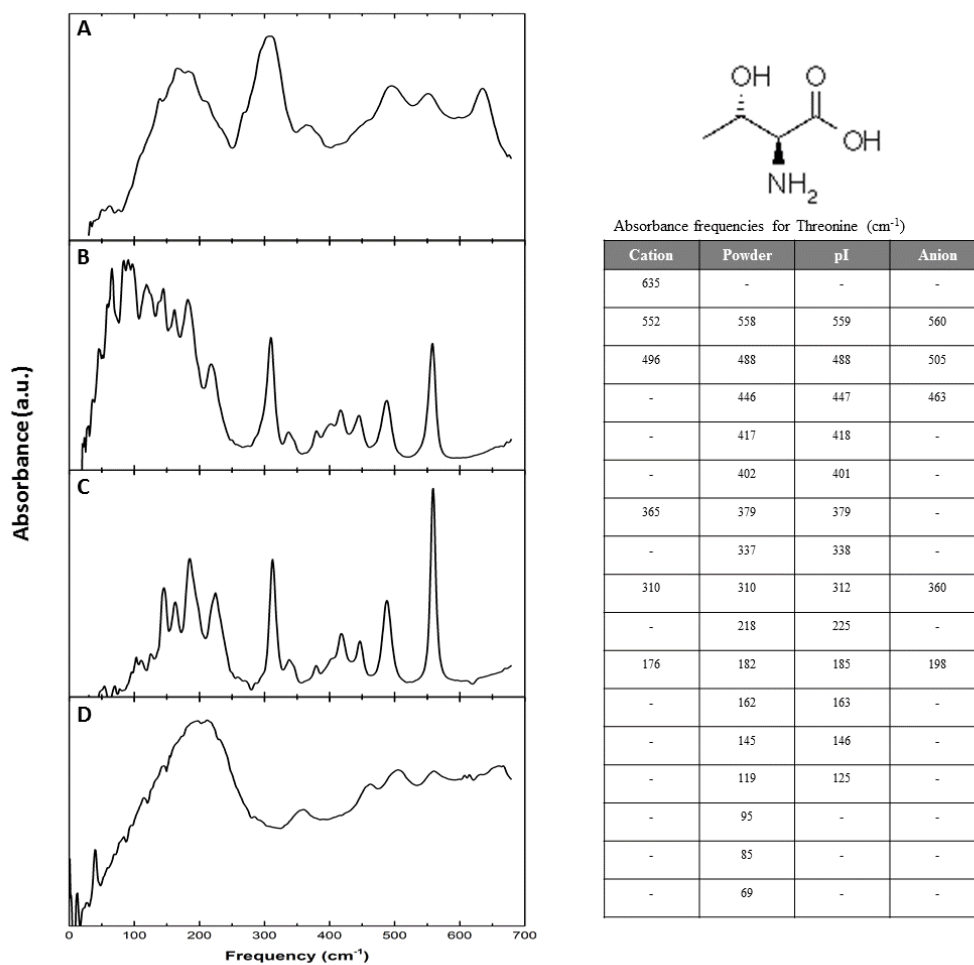 A
B
C
D
Absorbance (a.u.)
0 100 200 300 400 500 600 700
Frequency (cm⁻¹)
OH O
OH
NH₂
Absorbance frequencies for Threonine (cm⁻¹)
Cation Powder pI Anion
635 - - -
552 558 559 560
496 488 488 505
- 446 447 463
- 417 418 -
- 402 401 -
365 379 379 -
- 337 338 -
310 310 312 360
- 218 225 -
176 182 185 198
- 162 163 -
- 145 146 -
- 119 125 -
- 95 - -
- 85 - -
- 69 - -